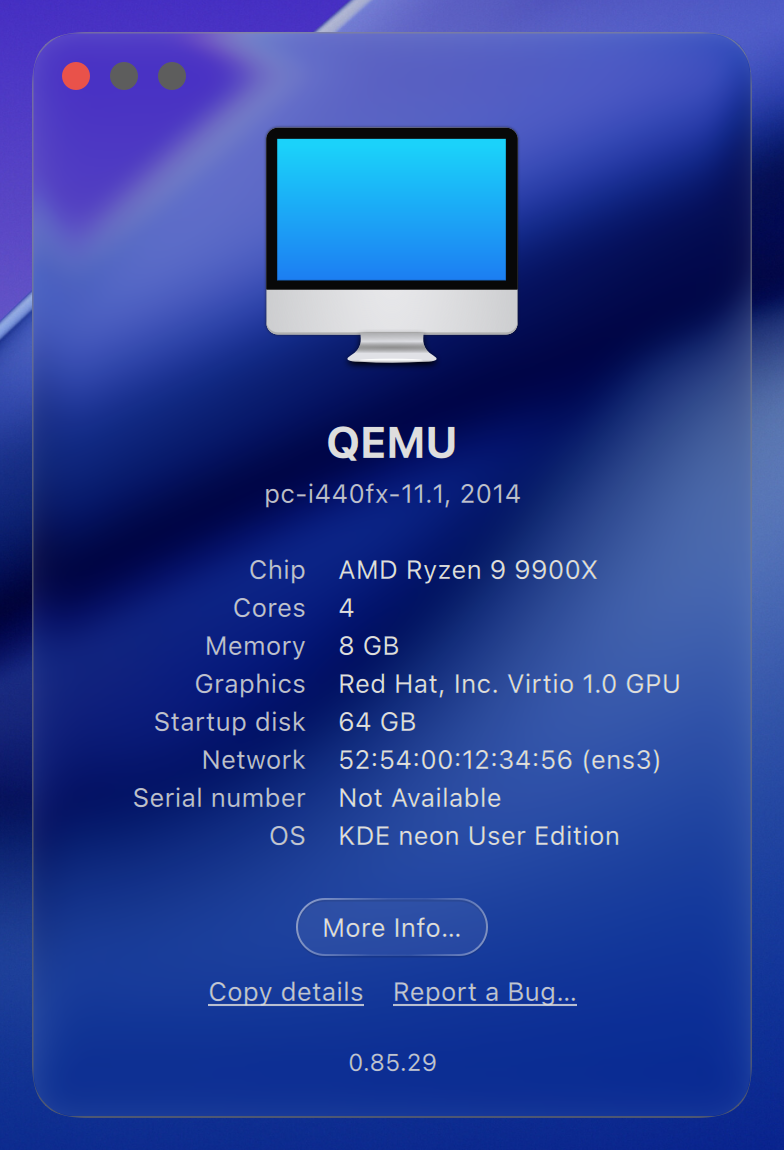 QEMU
pc-i440fx-11.1, 2014
Chip AMD Ryzen 9 9900X
Cores 4
Memory 8 GB
Graphics Red Hat, Inc. Virtio 1.0 GPU
Startup disk 64 GB
Network 52:54:00:12:34:56 (ens3)
Serial number Not Available
OS KDE neon User Edition
More Info...
Copy details Report a Bug...
0.85.29